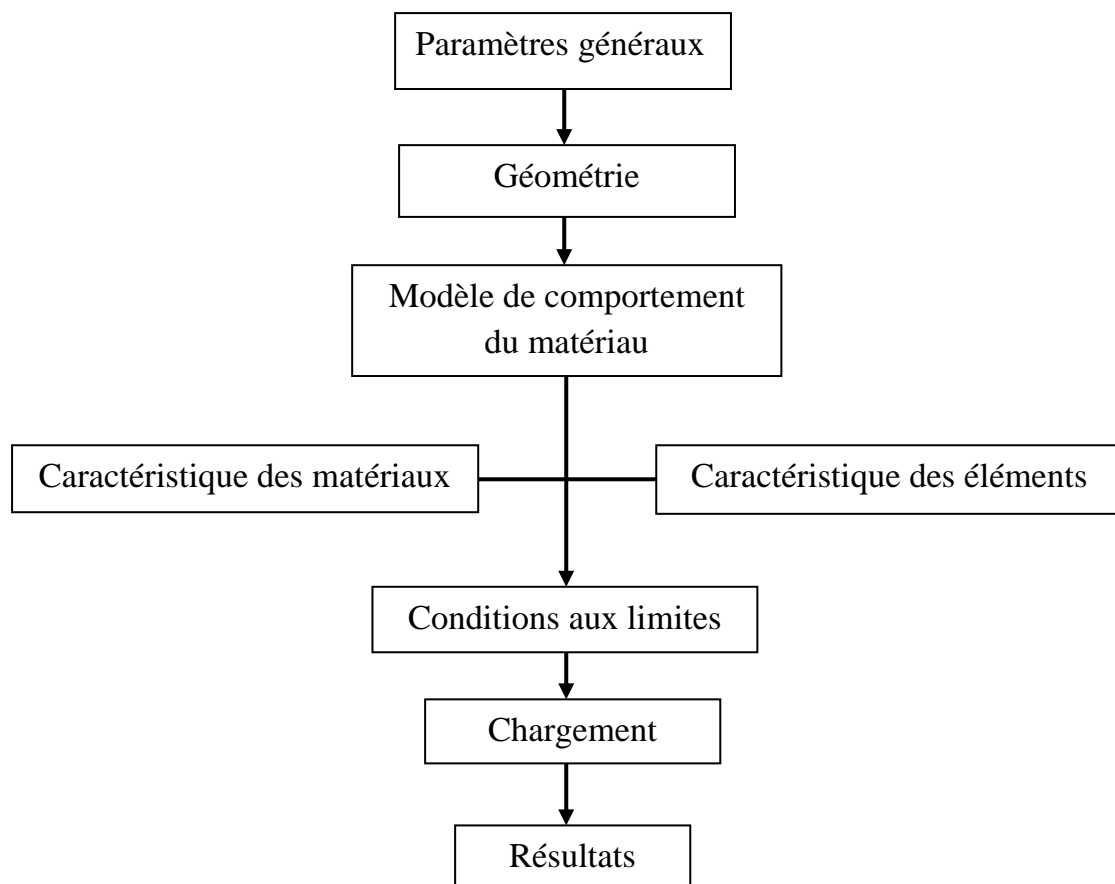 Paramètres généraux
Géométrie
Modèle de comportement
du matériau
Caractéristique des matériaux
Caractéristique des éléments
Conditions aux limites
Chargement
Résultats